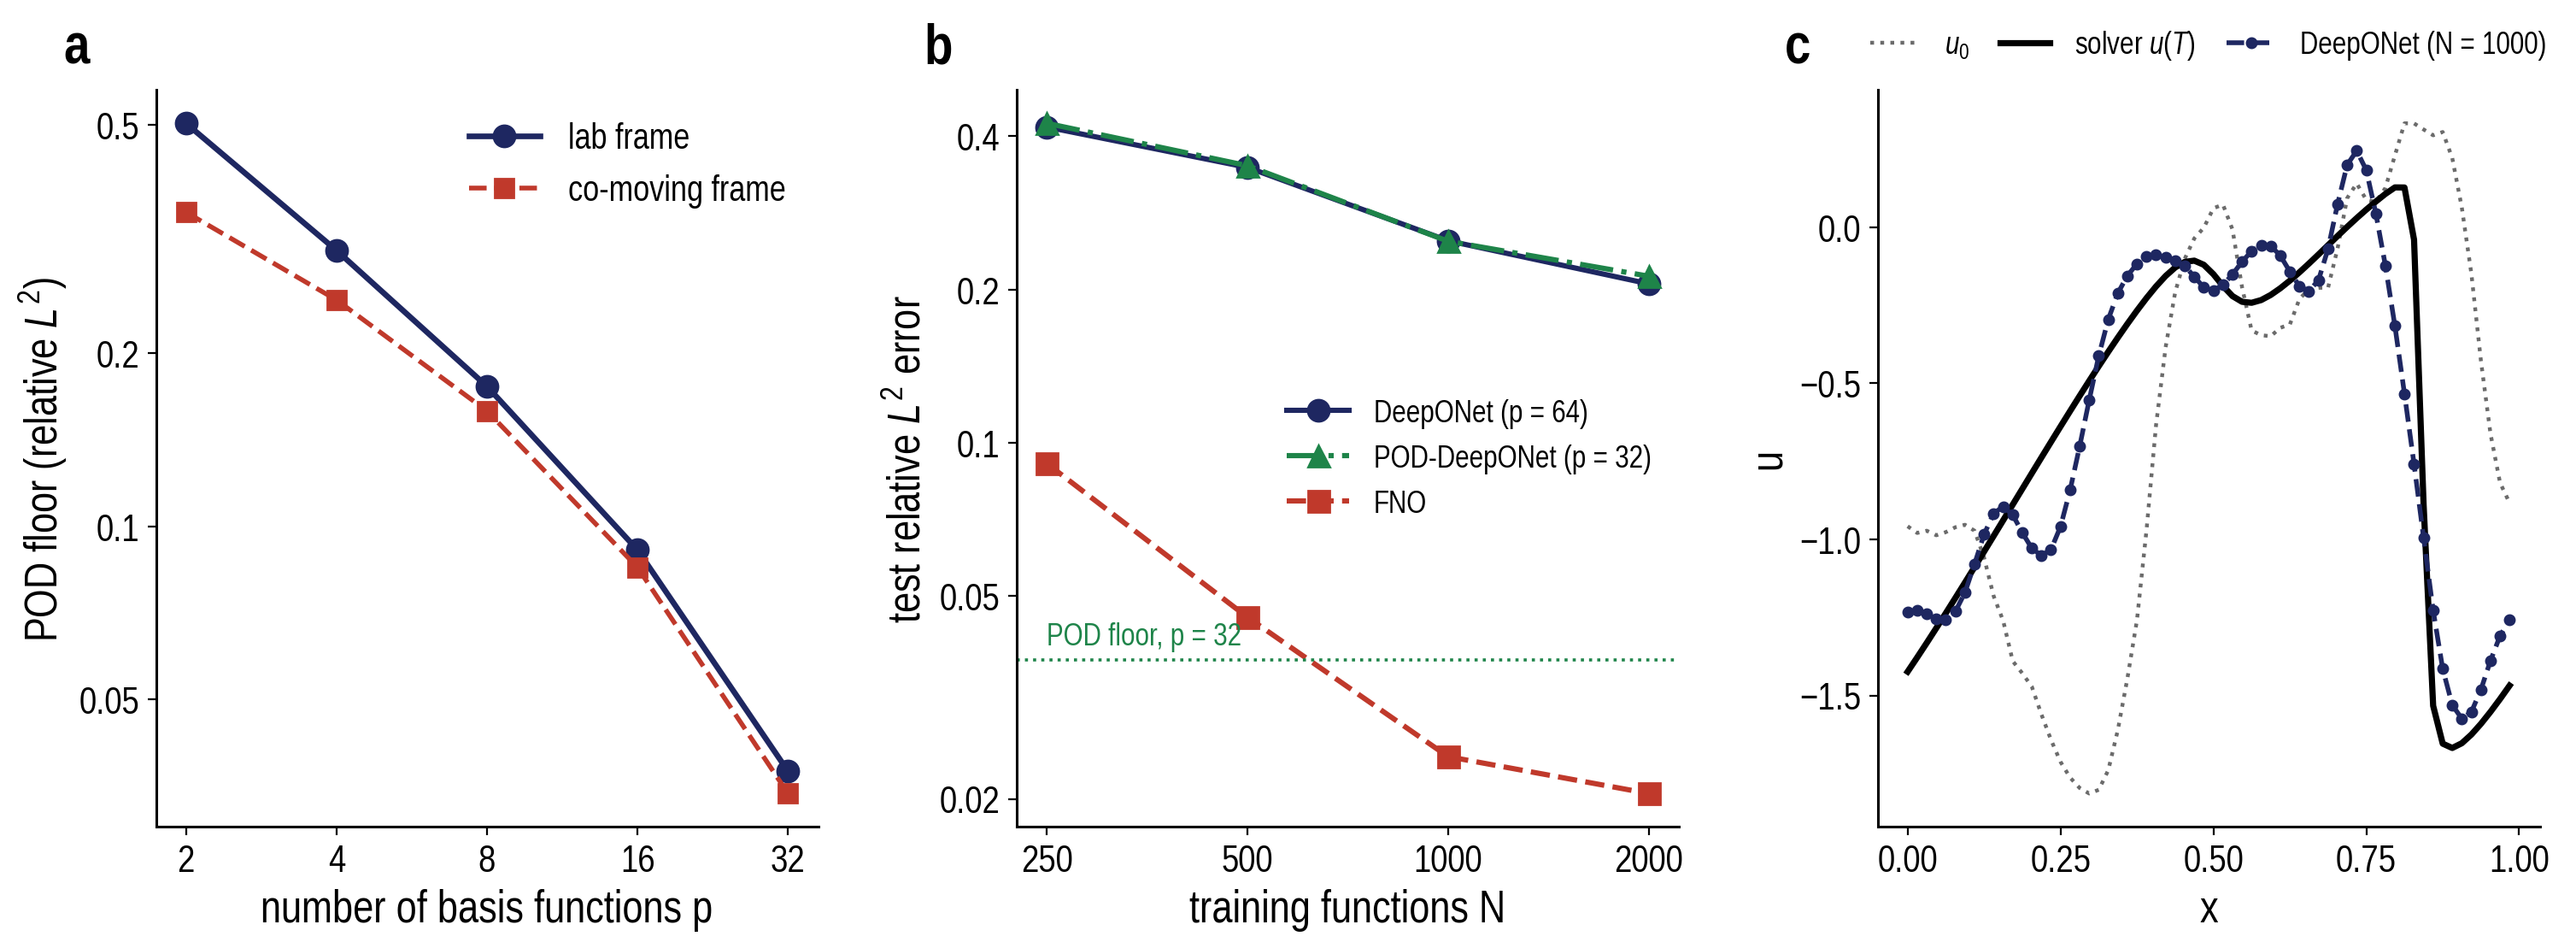 a
0.5
0.2
0.1
0.05
POD floor (relative L²)
lab frame
co-moving frame
2 4 8 16 32
number of basis functions p
b
0.4
0.2
0.1
0.05
0.02
test relative L² error
DeepONet (p = 64)
POD-DeepONet (p = 32)
FNO
POD floor, p = 32
250 500 1000 2000
training functions N
c
u₀ solver u(T) DeepONet (N = 1000)
0.0
−0.5
−1.0
−1.5
u
0.00 0.25 0.50 0.75 1.00
x